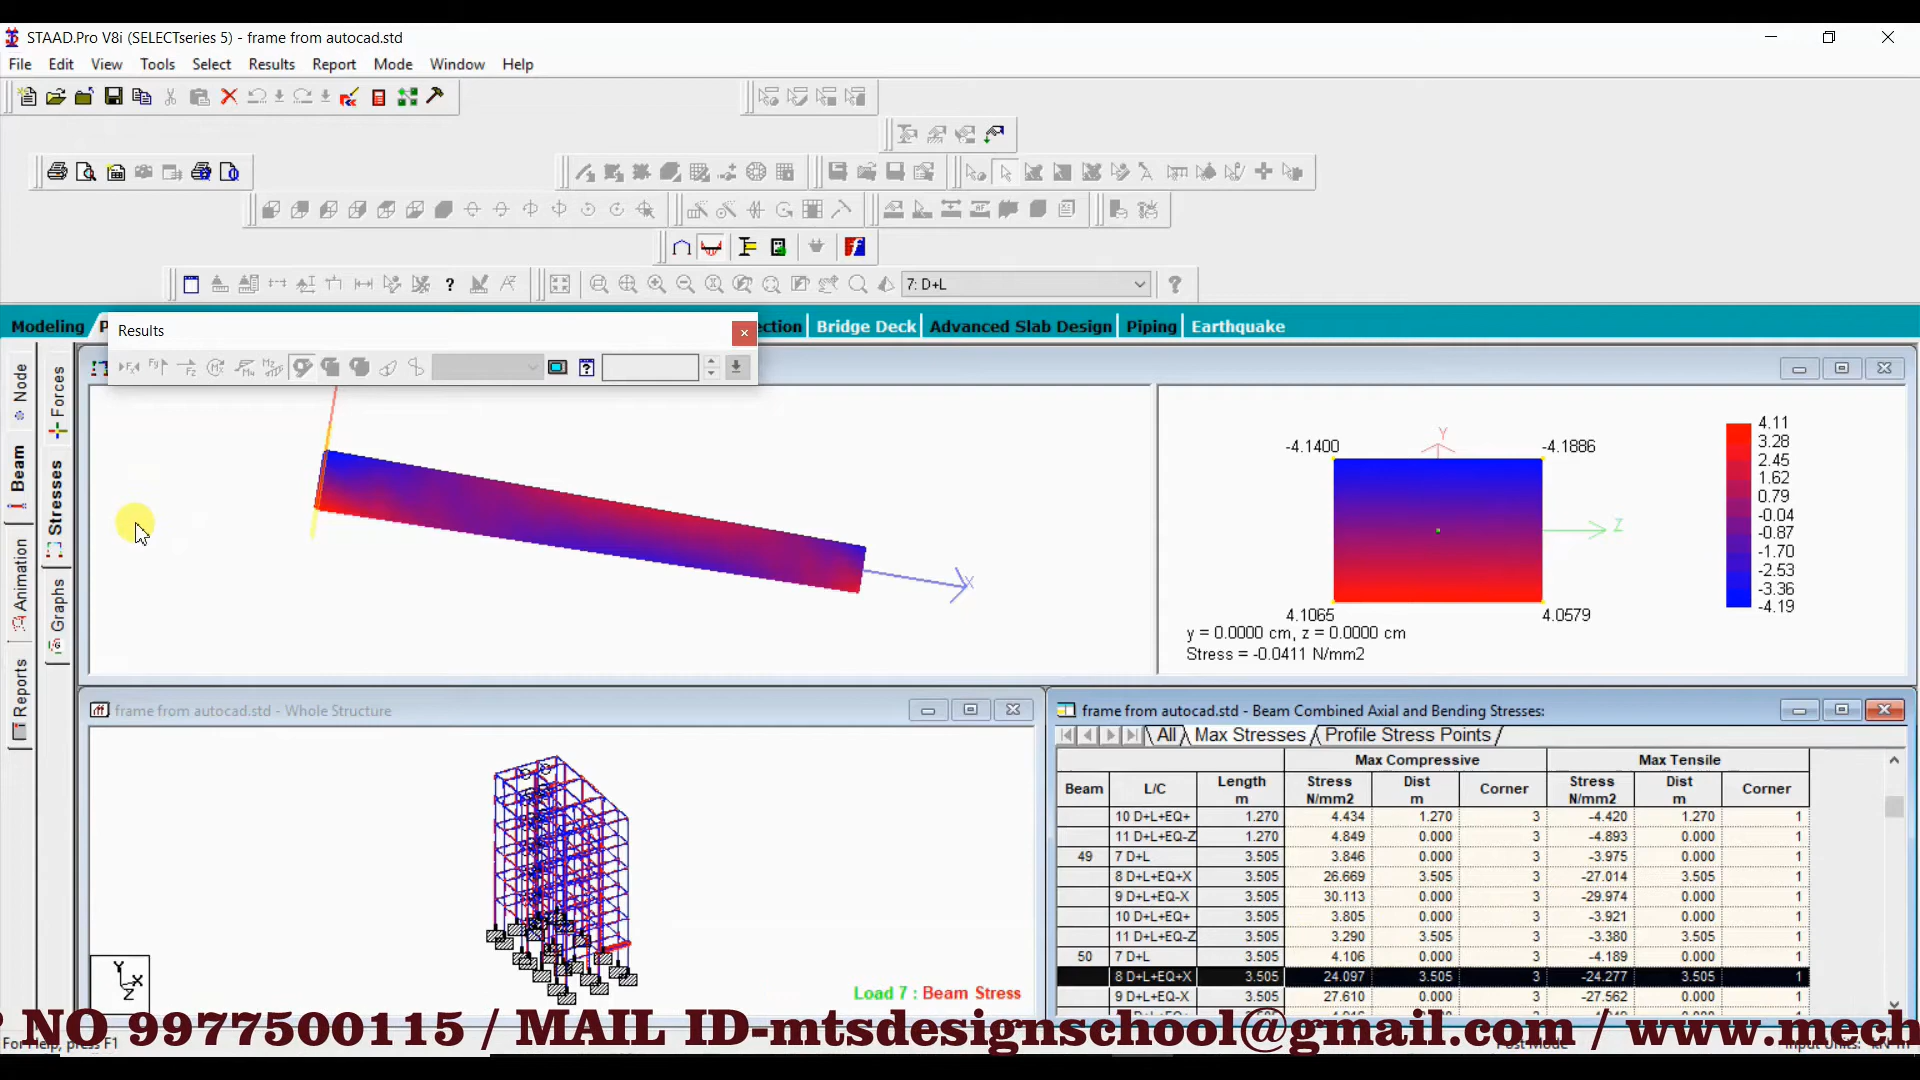 STAAD.Pro V8i (SELECTseries 5) - frame from autocad.std
File Edit View Tools Select Results Report Mode Window Help
7: D+L
Modeling
Results
Bridge Deck Advanced Slab Design Piping Earthquake
Node
Beam
Animation
Reports
Forces
Stresses
Graphs
X
-4.1400 Y -4.1886
Z
4.1065 4.0579
y = 0.0000 cm, z = 0.0000 cm
Stress = -0.0411 N/mm2
4.11
3.28
2.45
1.62
0.79
-0.04
-0.87
-1.70
-2.53
-3.36
-4.19
frame from autocad.std - Whole Structure
Y
X
Z
Load 7 : Beam Stress
frame from autocad.std - Beam Combined Axial and Bending Stresses:
All Max Stresses Profile Stress Points
Max Compressive Max Tensile
Beam L/C Length m Stress N/mm2 Dist m Corner Stress N/mm2 Dist m Corner
10 D+L+EQ+ 1.270 4.434 1.270 3 -4.420 1.270 1
11 D+L+EQ-Z 1.270 4.849 0.000 3 -4.893 0.000 1
49 7 D+L 3.505 3.846 0.000 3 -3.975 0.000 1
8 D+L+EQ+X 3.505 26.669 3.505 3 -27.014 3.505 1
9 D+L+EQ-X 3.505 30.113 0.000 3 -29.974 0.000 1
10 D+L+EQ+ 3.505 3.805 0.000 3 -3.921 0.000 1
11 D+L+EQ-Z 3.505 3.290 0.000 3 -3.380 3.505 1
50 7 D+L 3.505 4.106 0.000 3 -4.189 0.000 1
8 D+L+EQ+X 3.505 24.097 3.505 3 -24.277 3.505 1
9 D+L+EQ-X 3.505 27.610 0.000 3 -27.562 0.000 1
NO 9977500115 / MAIL ID-mtsdesignschool@gmail.com / www.mech
For Help, press F1